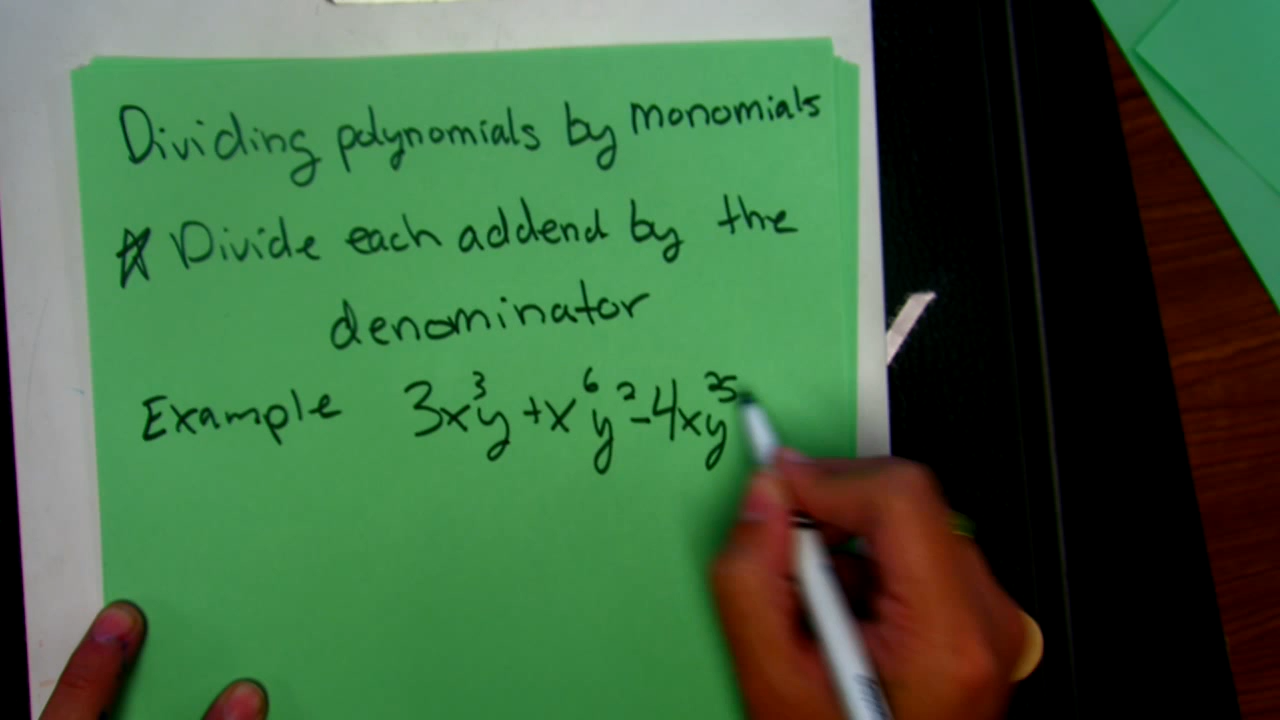 Dividing polynomials by monomials
☆ Divide each addend by the
denominator
Example 3x³y + x⁶y² - 4xy²⁵